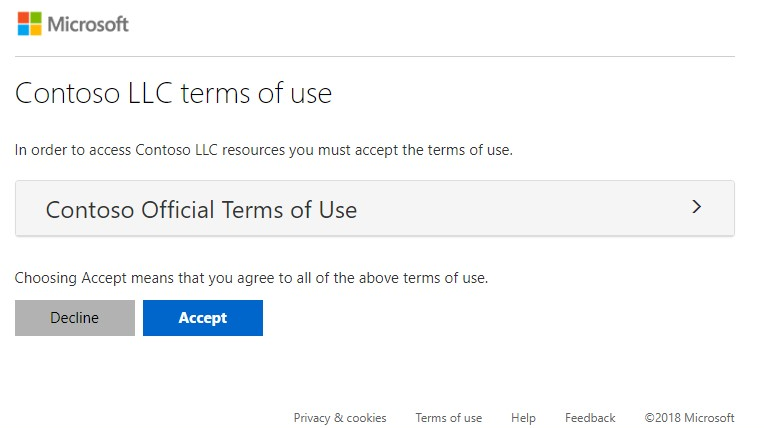 Microsoft
Contoso LLC terms of use
In order to access Contoso LLC resources you must accept the terms of use.
Contoso Official Terms of Use
Choosing Accept means that you agree to all of the above terms of use.
Decline Accept
Privacy & cookies Terms of use Help Feedback ©2018 Microsoft